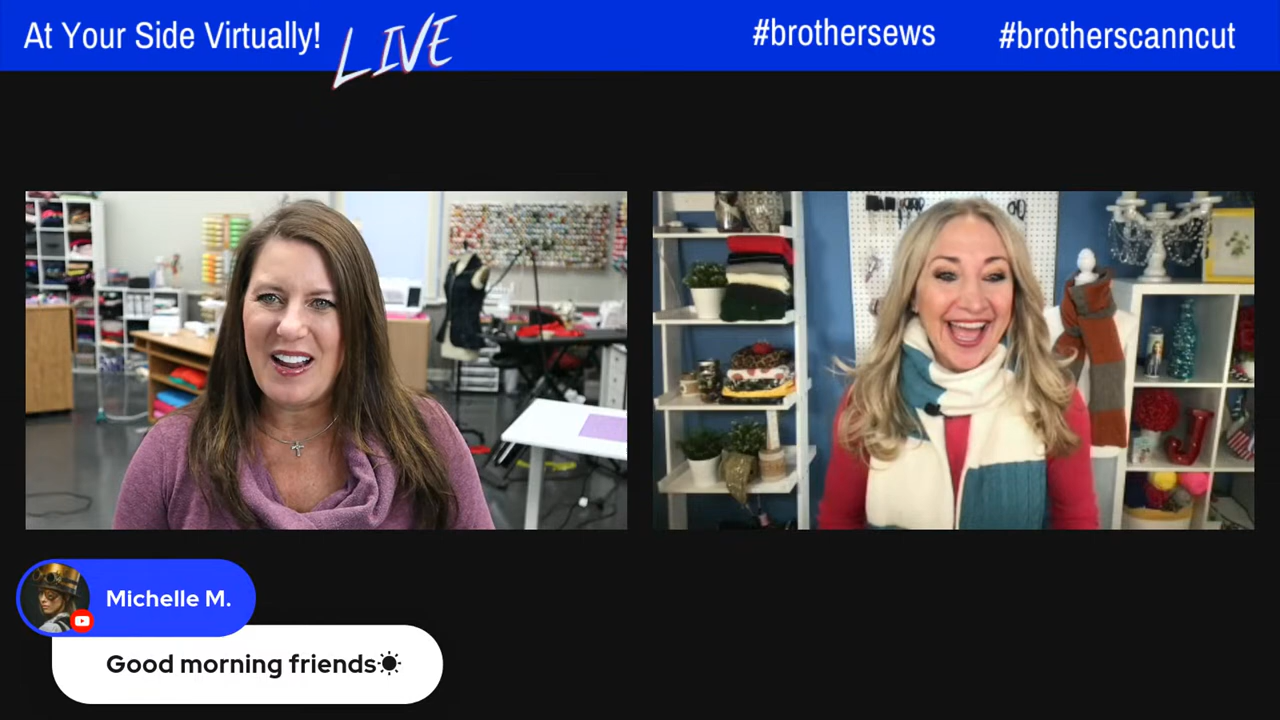 At Your Side Virtually! LIVE #brothersews #brotherscanncut
J
Michelle M.
Good morning friends☀